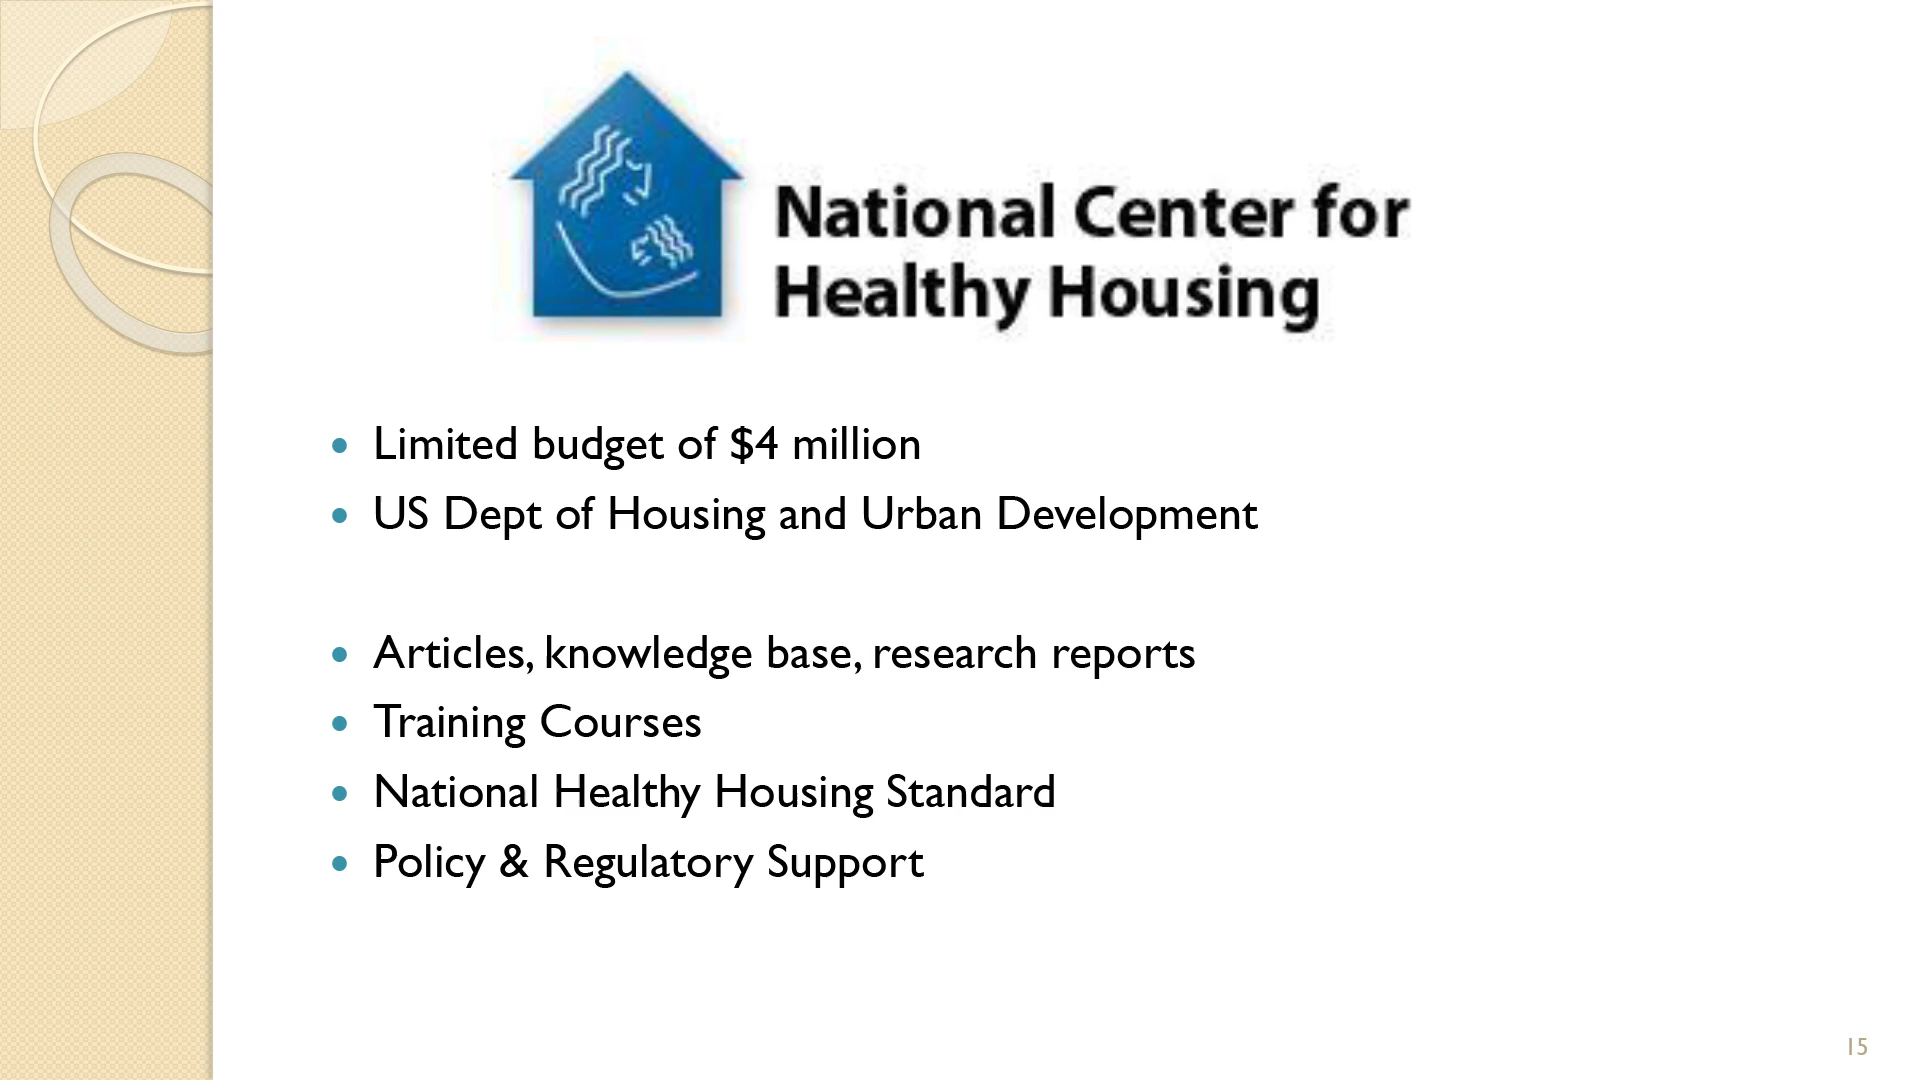 National Center for
Healthy Housing
• Limited budget of $4 million
• US Dept of Housing and Urban Development
• Articles, knowledge base, research reports
• Training Courses
• National Healthy Housing Standard
• Policy & Regulatory Support
15